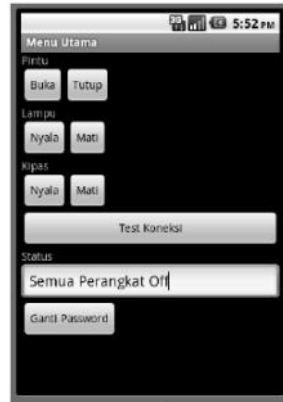 3G 5:52 PM
Menu Utama
Pintu
Buka Tutup
Lampu
Nyala Mati
Kipas
Nyala Mati
Test Koneksi
Status
Semua Perangkat Off
Ganti Password